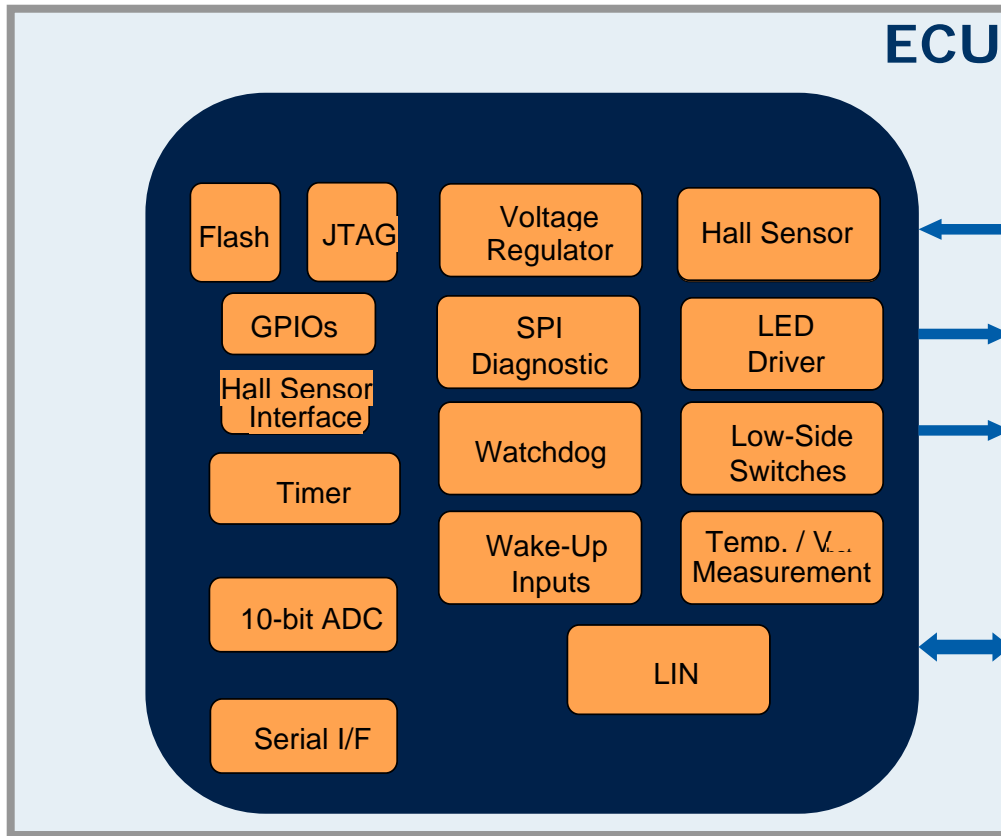 ECU
Flash
JTAG
Voltage
Regulator
Hall Sensor
GPIOs
SPI
Diagnostic
LED
Driver
Hall Sensor
Interface
Watchdog
Low-Side
Switches
Timer
Wake-Up
Inputs
Temp. / V
Measurement
10-bit ADC
LIN
Serial I/F